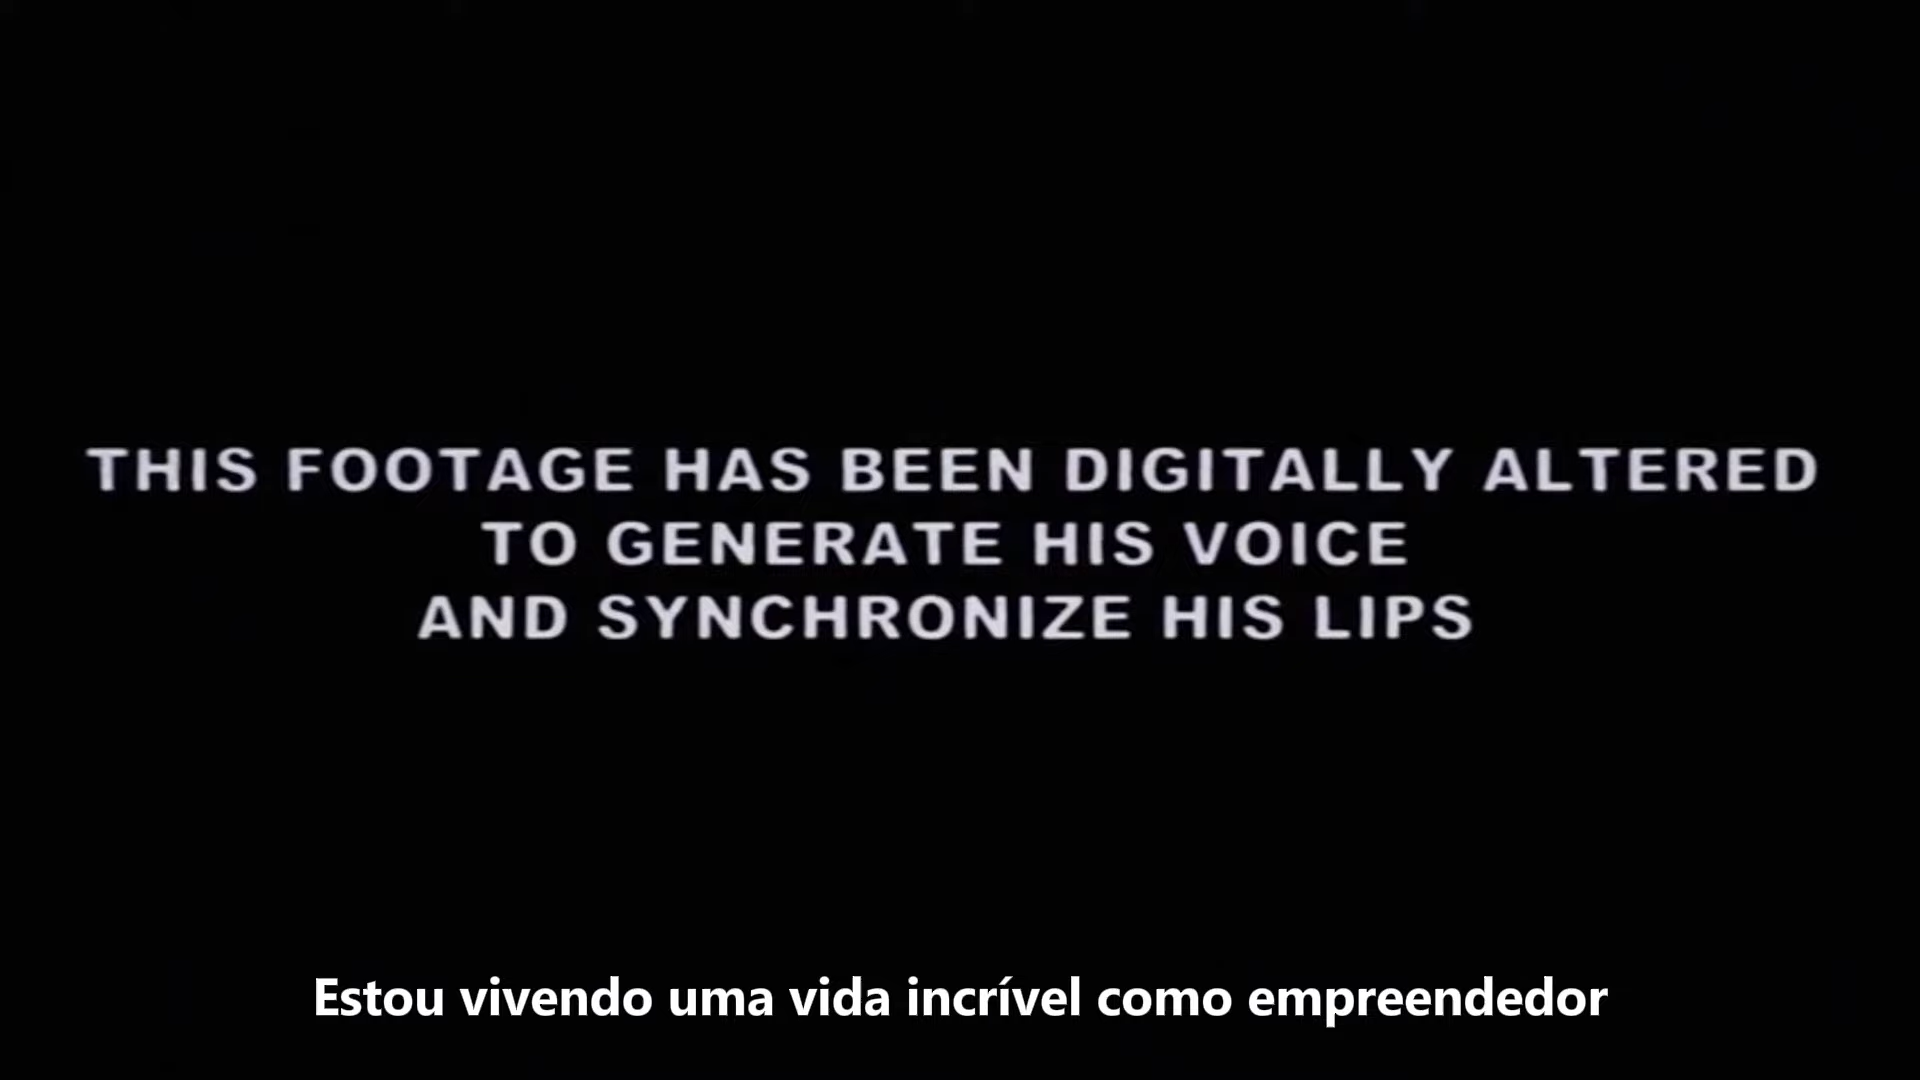 THIS FOOTAGE HAS BEEN DIGITALLY ALTERED
TO GENERATE HIS VOICE
AND SYNCHRONIZE HIS LIPS
Estou vivendo uma vida incrível como empreendedor